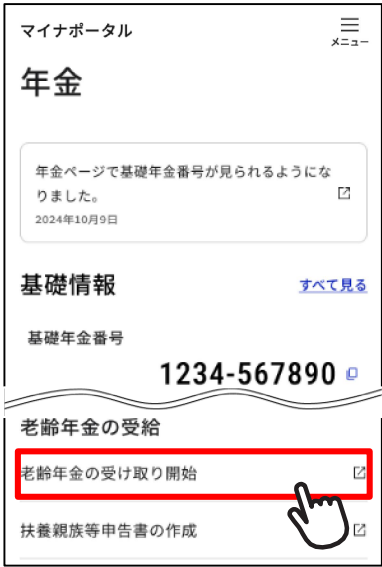 マイナポータル
メニュー
年金
年金ページで基礎年金番号が見られるようにな
りました。
2024年10月9日
基礎情報
すべて見る
基礎年金番号
1234-567890
老齢年金の受給
老齢年金の受け取り開始
扶養親族等申告書の作成